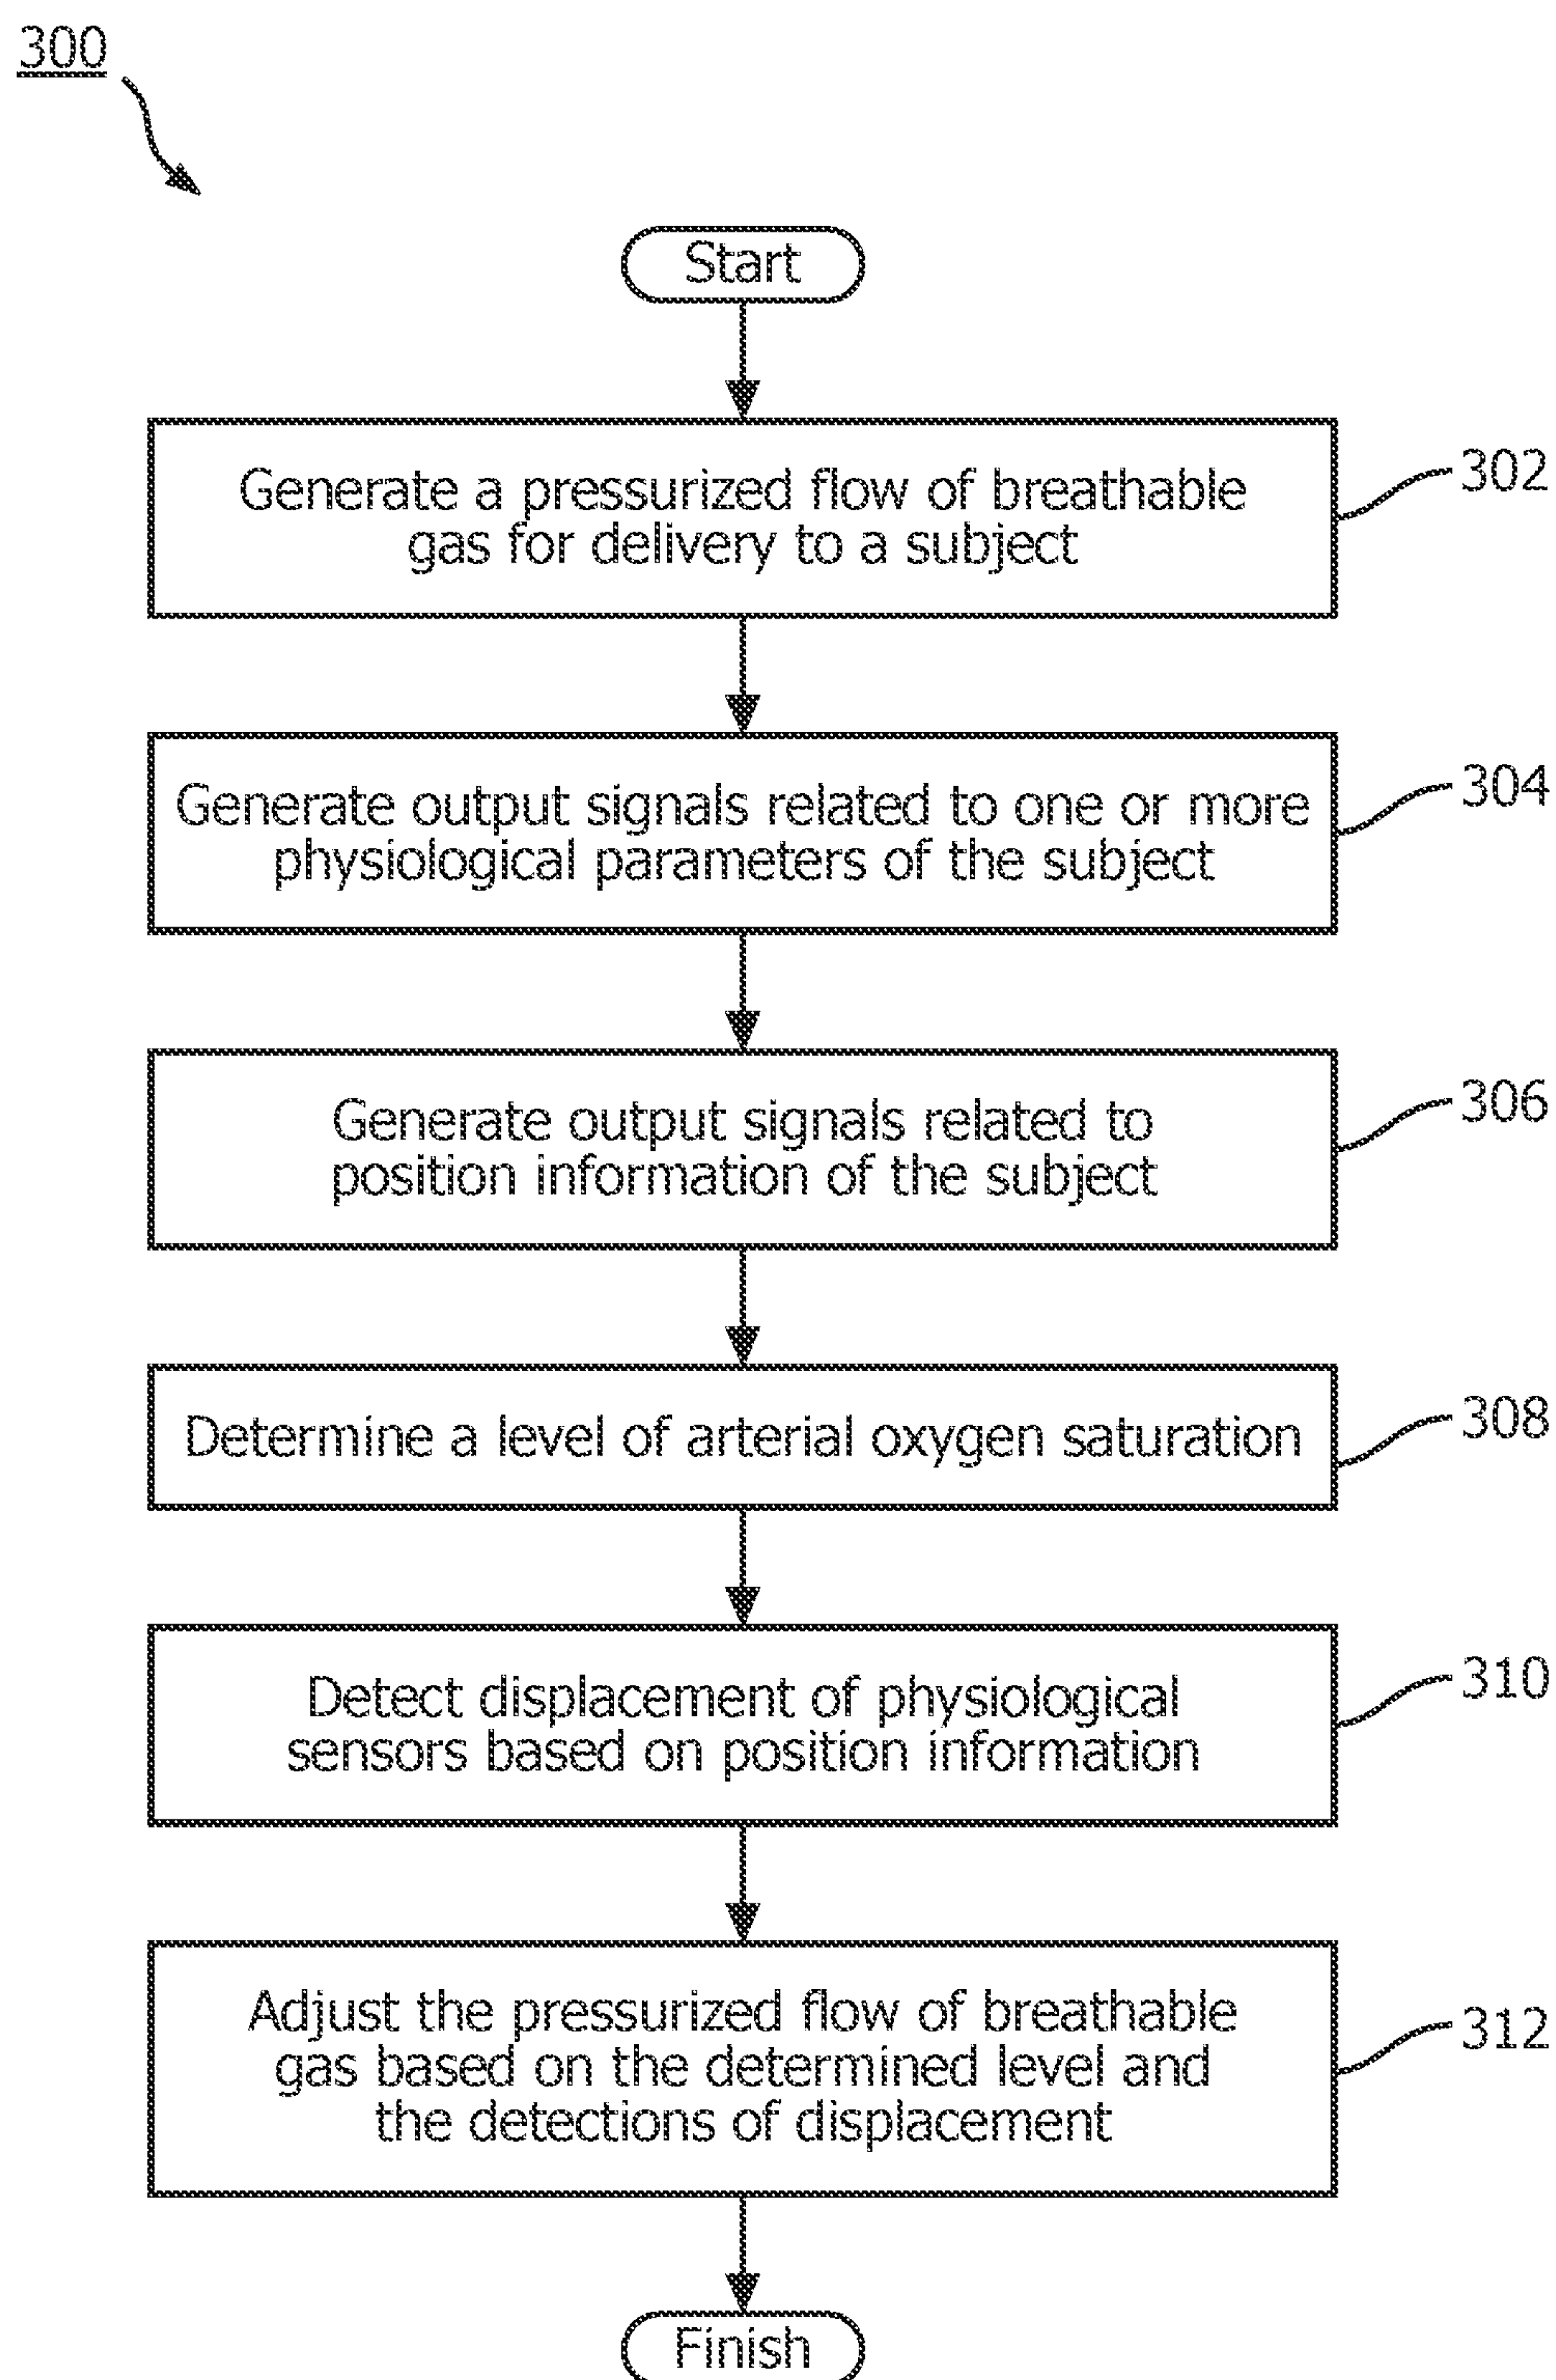 300
Start
Generate a pressurized flow of breathable
gas for delivery to a subject
302
Generate output signals related to one or more
physiological parameters of the subject
304
Generate output signals related to
position information of the subject
306
Determine a level of arterial oxygen saturation
308
Detect displacement of physiological
sensors based on position information
310
Adjust the pressurized flow of breathable
gas based on the determined level and
the detections of displacement
312
Finish